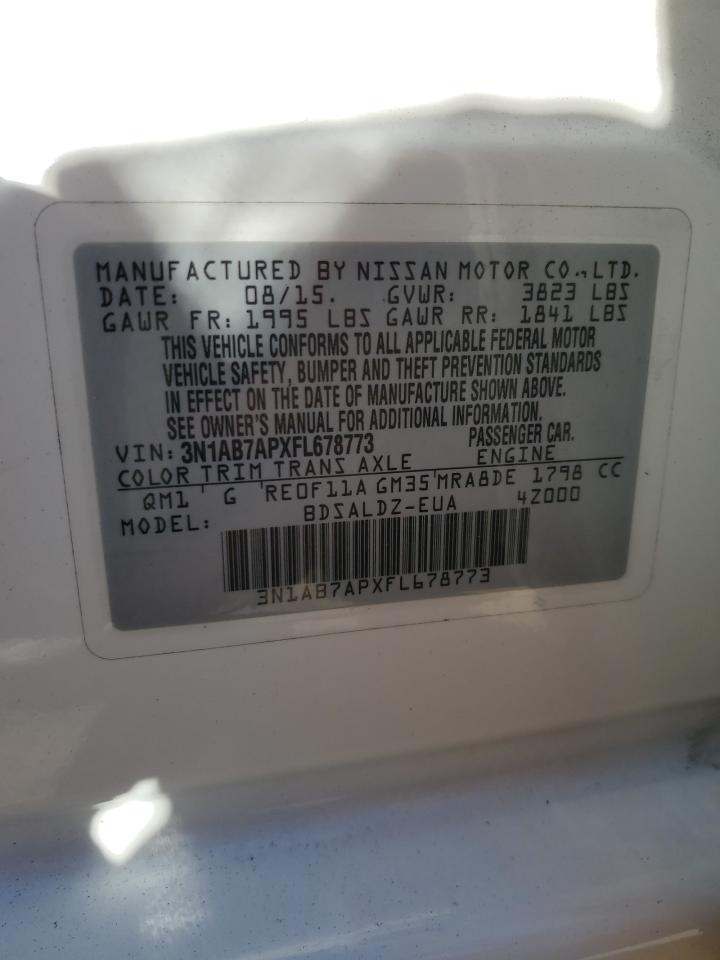 MANUFACTURED BY NISSAN MOTOR CO.,LTD.
DATE: 08/15. GVWR: 3823 LBS
GAWR FR: 1995 LBS GAWR RR: 1841 LBS
THIS VEHICLE CONFORMS TO ALL APPLICABLE FEDERAL MOTOR
VEHICLE SAFETY, BUMPER AND THEFT PREVENTION STANDARDS
IN EFFECT ON THE DATE OF MANUFACTURE SHOWN ABOVE.
SEE OWNER'S MANUAL FOR ADDITIONAL INFORMATION.
VIN: 3N1AB7APXFL678773 PASSENGER CAR.
COLOR TRIM TRANS AXLE ENGINE
QM1 G RE0F11A GM35 MRA8DE 1798 CC
MODEL: BDSALDZ-EUA 4Z000
3N1AB7APXFL678773